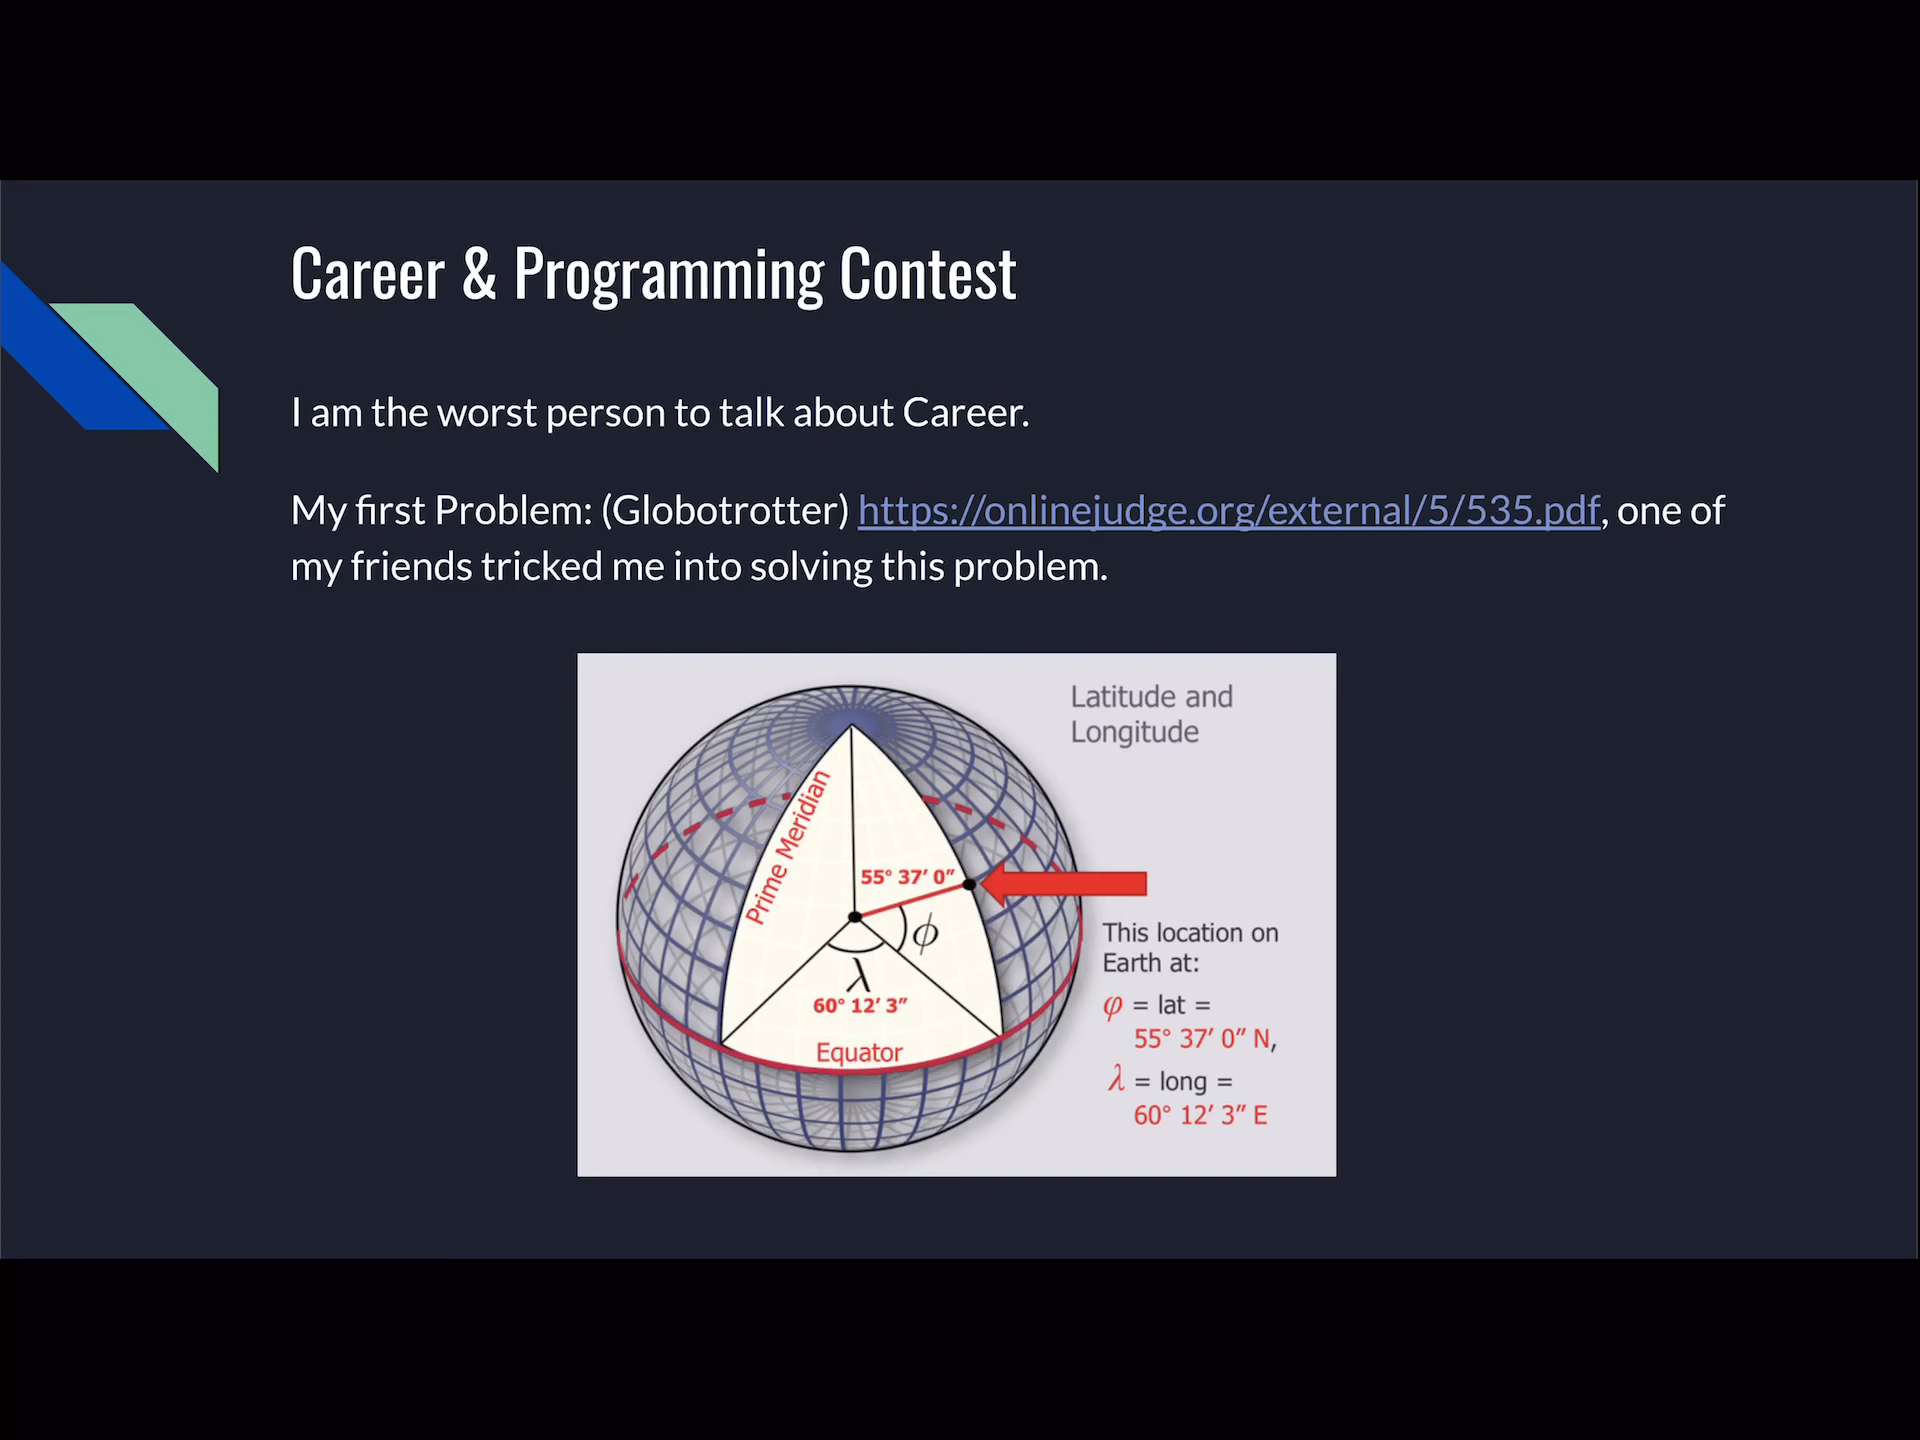 Career & Programming Contest
I am the worst person to talk about Career.
My first Problem: (Globotrotter) https://onlinejudge.org/external/5/535.pdf, one of
my friends tricked me into solving this problem.
Latitude and
Longitude
Prime Meridian
55° 37′ 0″
ϕ
λ
60° 12′ 3″
Equator
This location on
Earth at:
φ = lat =
55° 37′ 0″ N,
λ = long =
60° 12′ 3″ E